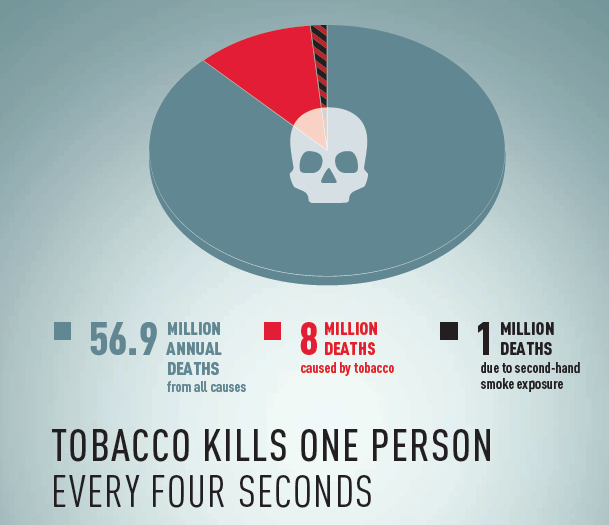 56.9 MILLION
ANNUAL
DEATHS
from all causes
8 MILLION
DEATHS
caused by tobacco
1 MILLION
DEATHS
due to second-hand
smoke exposure
TOBACCO KILLS ONE PERSON
EVERY FOUR SECONDS